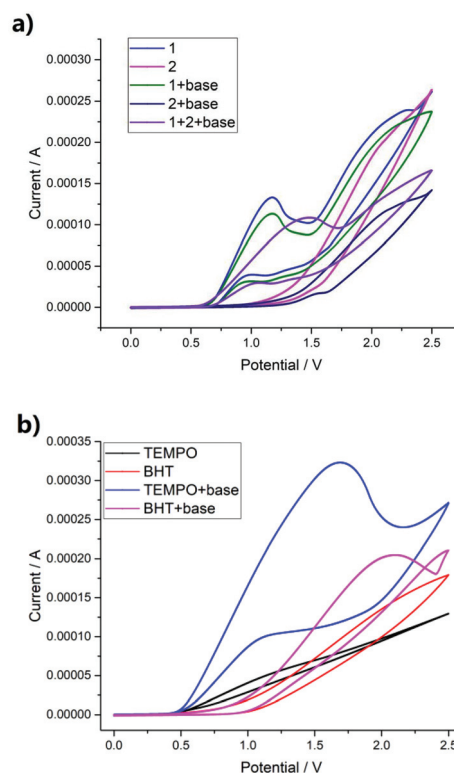 a)
1
2
1+base
2+base
1+2+base
0.00030
0.00025
0.00020
0.00015
0.00010
0.00005
0.00000
Current / A
0.0 0.5 1.0 1.5 2.0 2.5
Potential / V
b)
TEMPO
BHT
TEMPO+base
BHT+base
0.00035
0.00030
0.00025
0.00020
0.00015
0.00010
0.00005
0.00000
Current / A
0.0 0.5 1.0 1.5 2.0 2.5
Potential / V